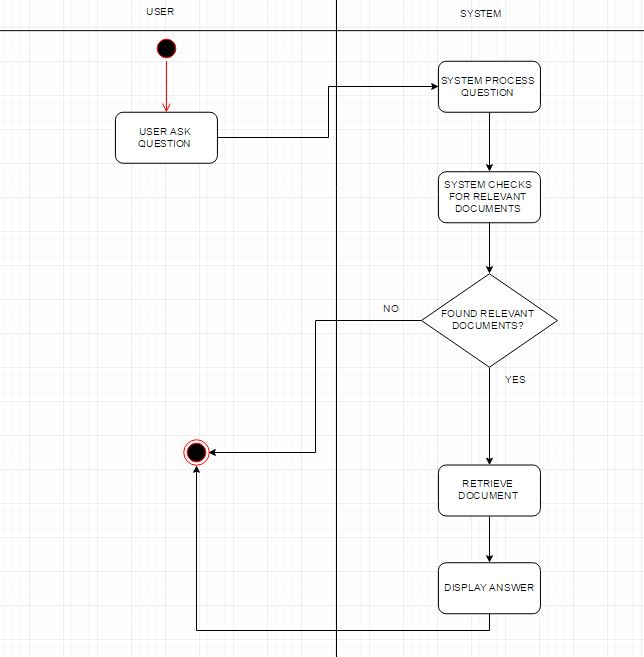 USER
SYSTEM
USER ASK
QUESTION
SYSTEM PROCESS
QUESTION
SYSTEM CHECKS
FOR RELEVANT
DOCUMENTS
FOUND RELEVANT
DOCUMENTS?
NO
YES
RETRIEVE
DOCUMENT
DISPLAY ANSWER